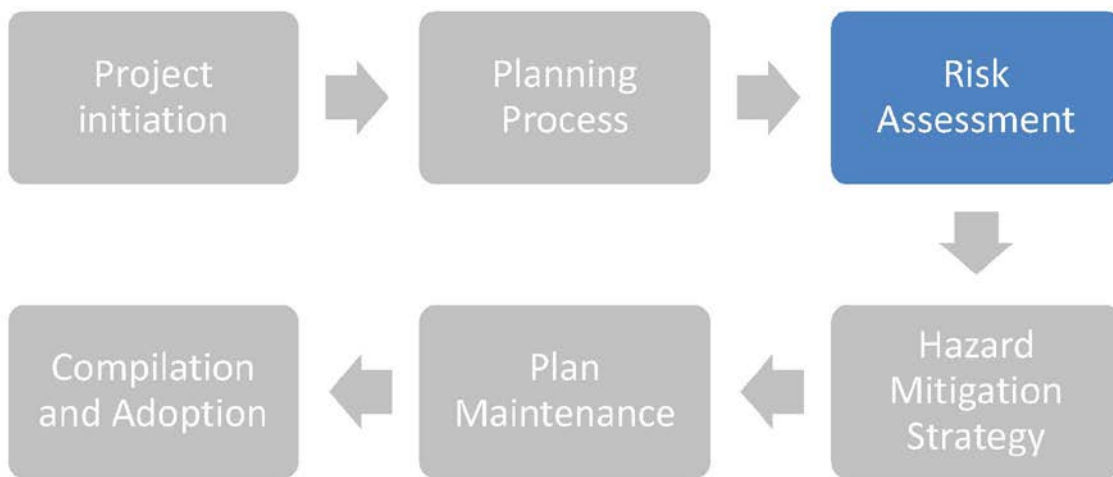 Project
initiation
Planning
Process
Risk
Assessment
Hazard
Mitigation
Strategy
Plan
Maintenance
Compilation
and Adoption